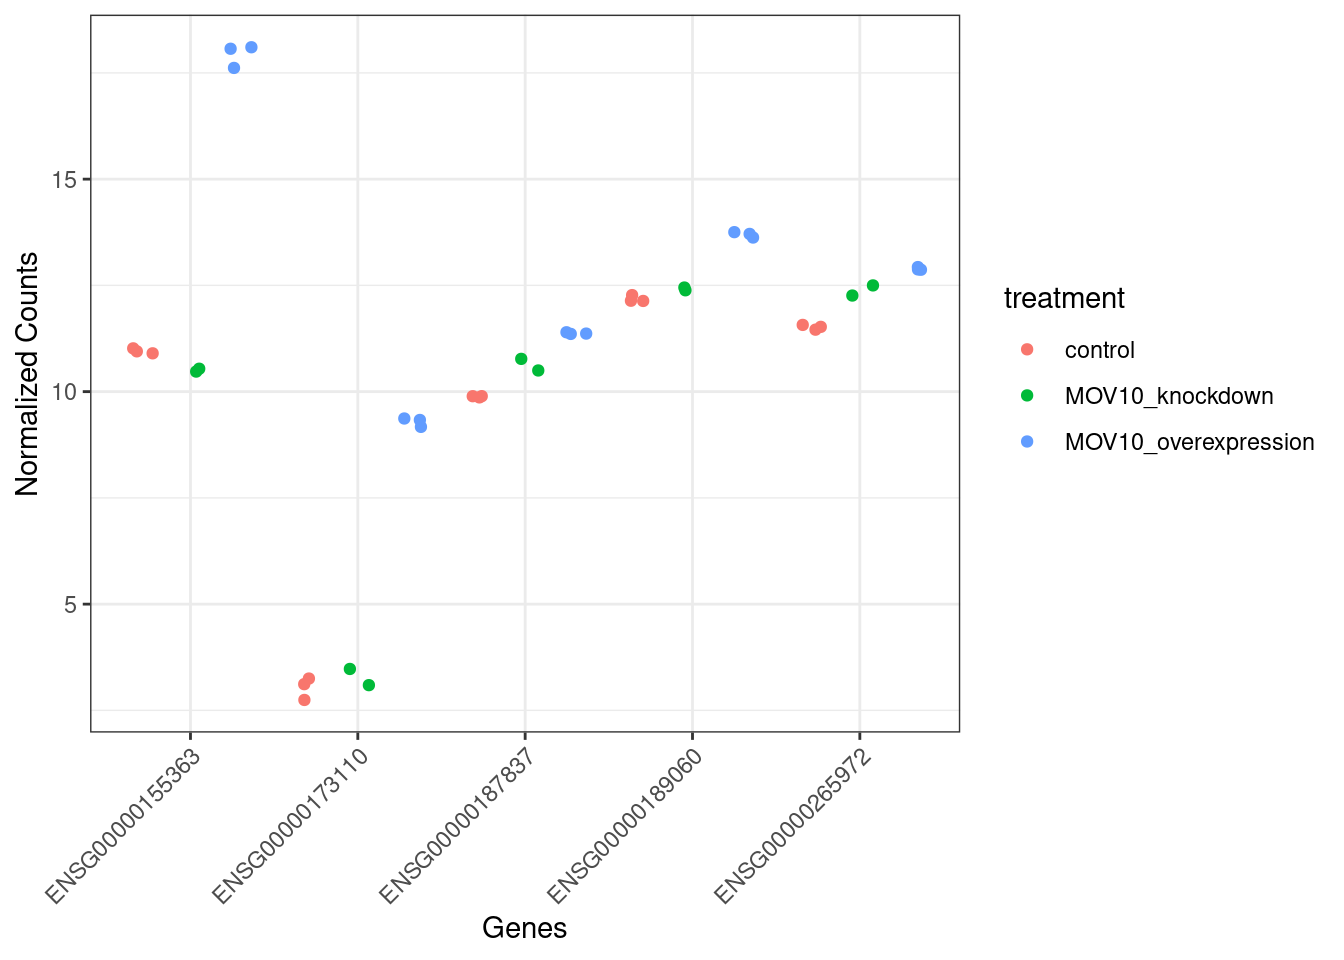 15
10
5
Normalized Counts
ENSG00000155363
ENSG00000173110
ENSG00000187837
ENSG00000189060
ENSG00000265972
Genes
treatment
control
MOV10_knockdown
MOV10_overexpression